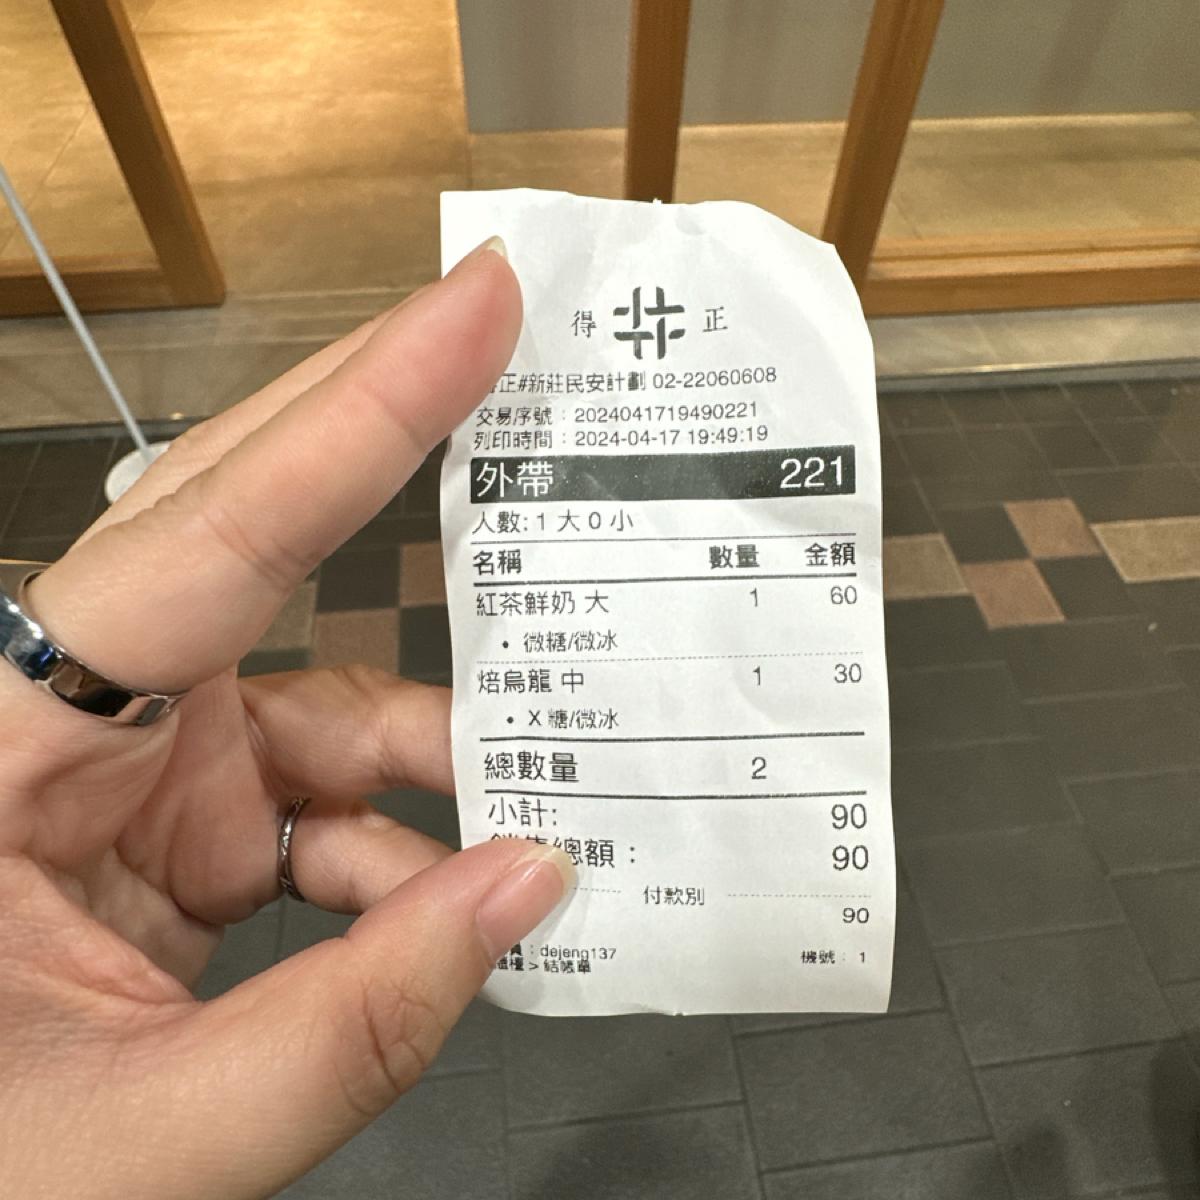 得 正
正#新莊民安計劃 02-22060608
交易序號：2024041719490221
列印時間：2024-04-17 19:49:19
外帶 221
人數: 1 大 0 小
名稱 數量 金額
紅茶鮮奶 大 1 60
• 微糖/微冰
焙烏龍 中 1 30
• X 糖/微冰
總數量 2
小計: 90
總額： 90
付款別
90
員：dejeng137
櫃檯 > 結帳單 機號：1